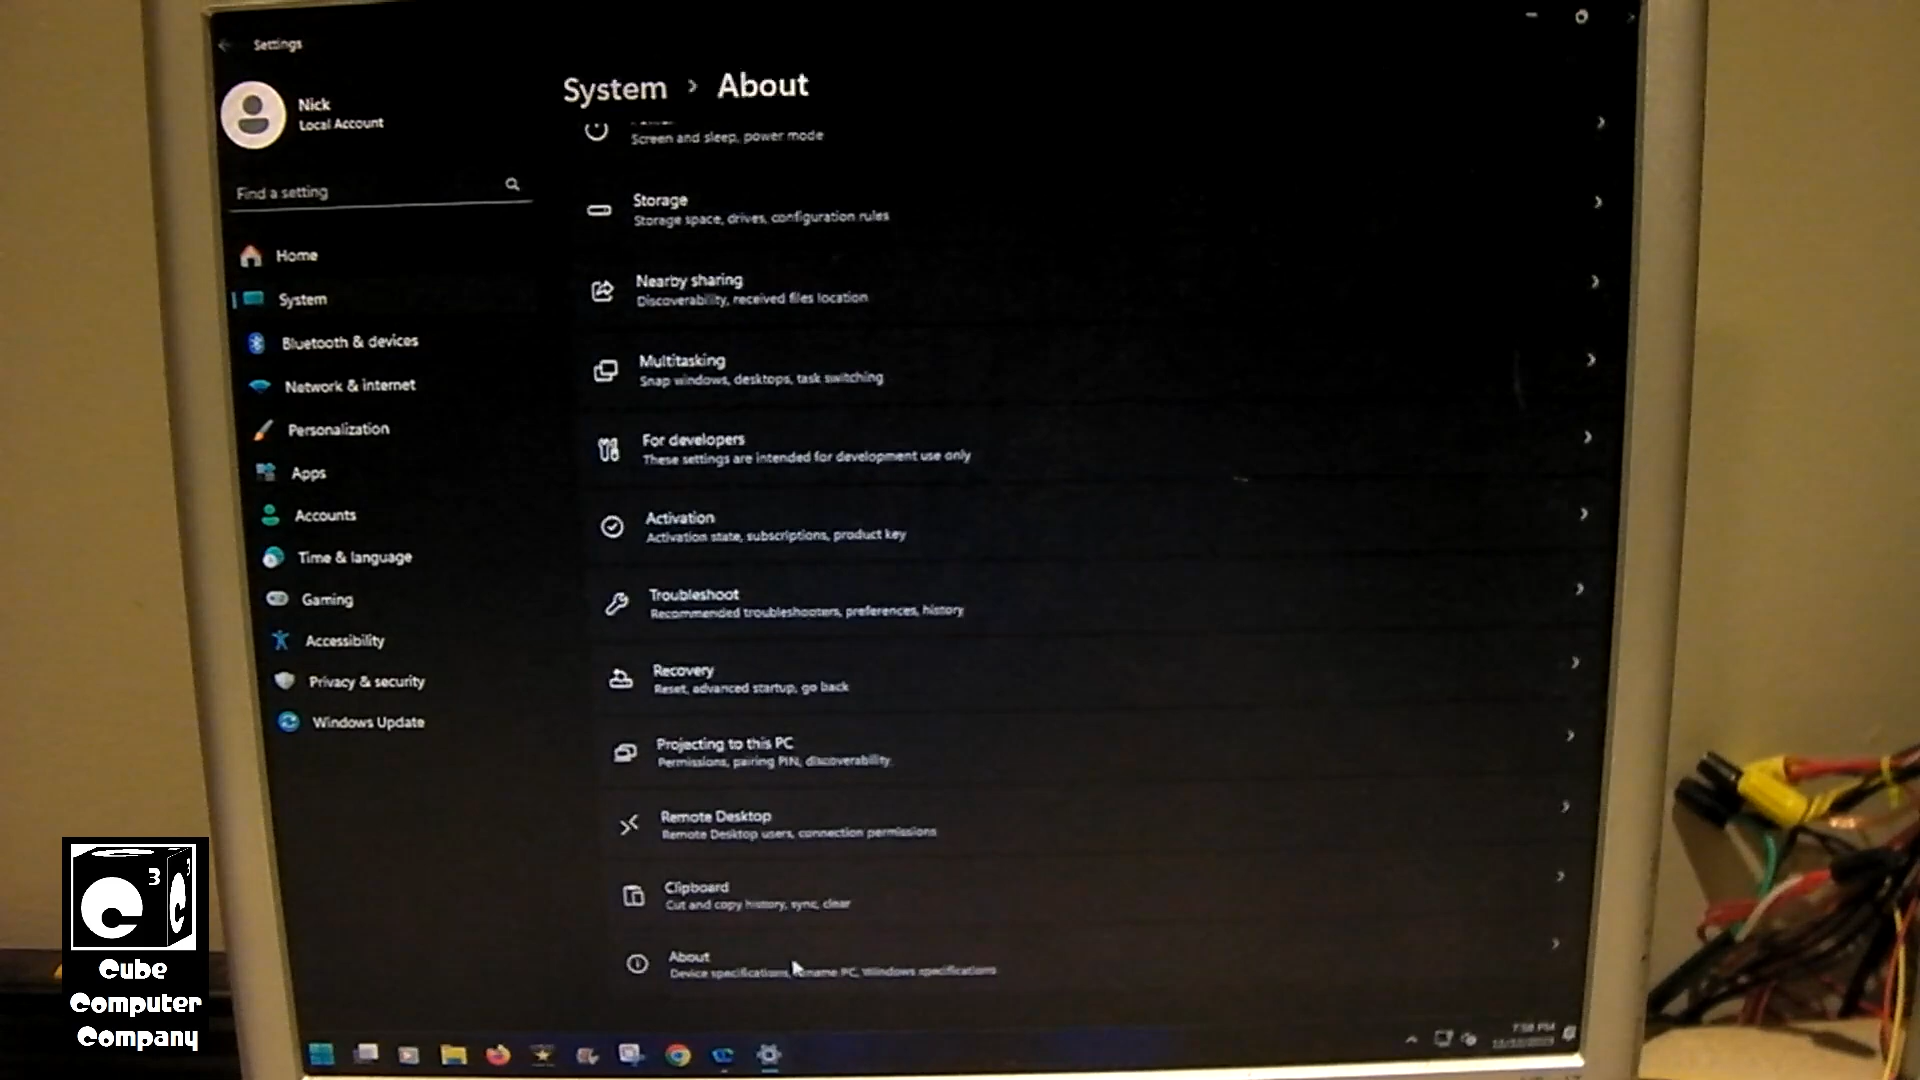 Settings
Nick
Local Account
Find a setting
Home
System
Bluetooth & devices
Network & internet
Personalization
Apps
Accounts
Time & language
Gaming
Accessibility
Privacy & security
Windows Update
System > About
Screen and sleep, power mode
Storage
Storage space, drives, configuration rules
Nearby sharing
Discoverability, received files location
Multitasking
Snap windows, desktops, task switching
For developers
These settings are intended for development use only
Activation
Activation state, subscriptions, product key
Troubleshoot
Recommended troubleshooters, preferences, history
Recovery
Reset, advanced startup, go back
Projecting to this PC
Permissions, pairing PIN, discoverability
Remote Desktop
Remote Desktop users, connection permissions
Clipboard
Cut and copy history, sync, clear
About
Device specifications, rename PC, Windows specifications
7:58 PM
C 3
C 3
Cube
Computer
Company